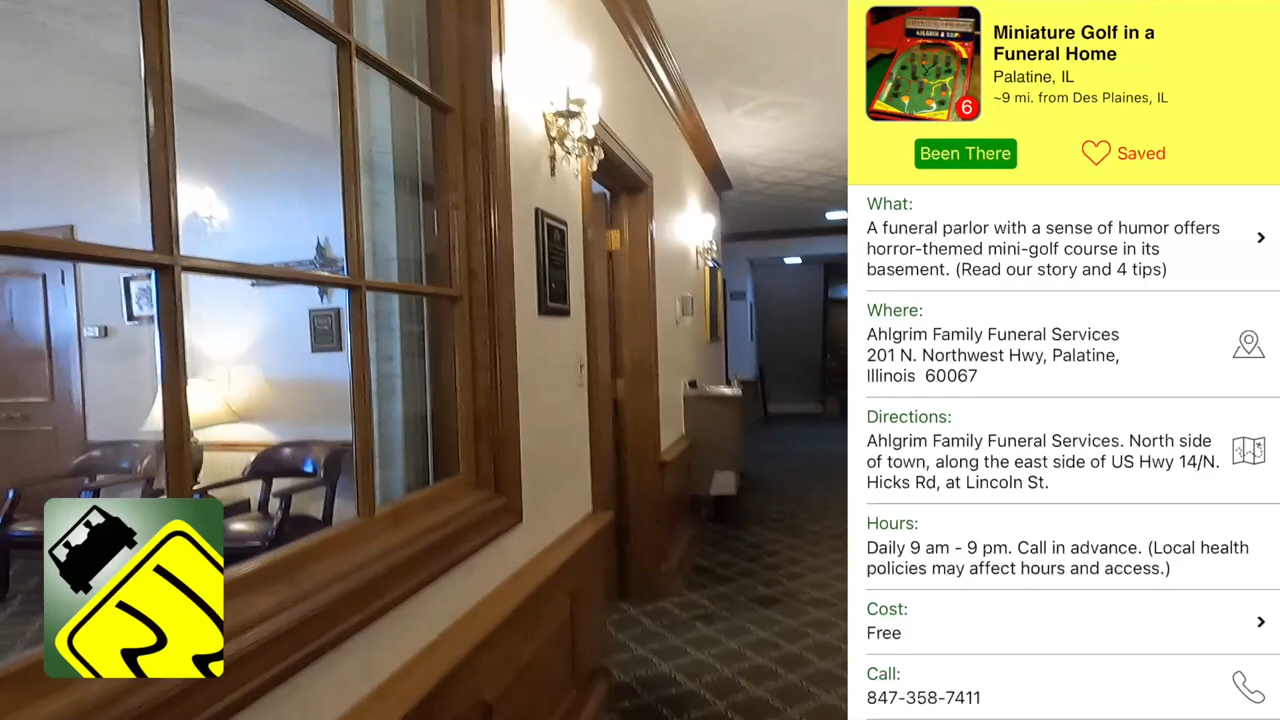 Miniature Golf in a
Funeral Home
Palatine, IL
~9 mi. from Des Plaines, IL
6
Been There
Saved
What:
A funeral parlor with a sense of humor offers
horror-themed mini-golf course in its
basement. (Read our story and 4 tips)
Where:
Ahlgrim Family Funeral Services
201 N. Northwest Hwy, Palatine,
Illinois 60067
Directions:
Ahlgrim Family Funeral Services. North side
of town, along the east side of US Hwy 14/N.
Hicks Rd, at Lincoln St.
Hours:
Daily 9 am - 9 pm. Call in advance. (Local health
policies may affect hours and access.)
Cost:
Free
Call:
847-358-7411